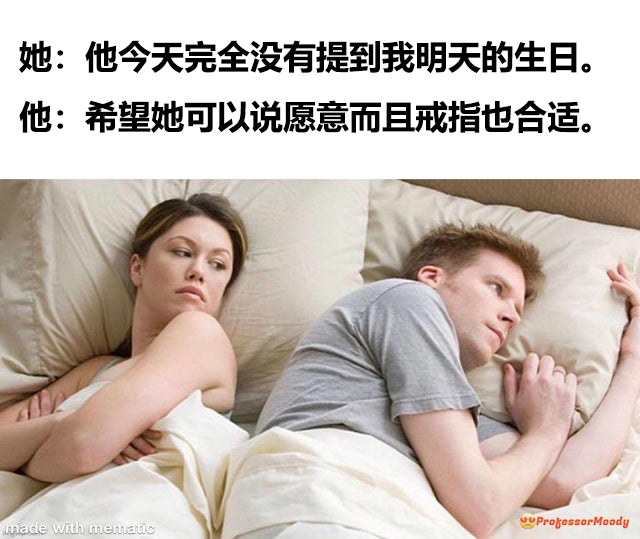 她：他今天完全没有提到我明天的生日。
他：希望她可以说愿意而且戒指也合适。
made with mematic
ProfessorMoody